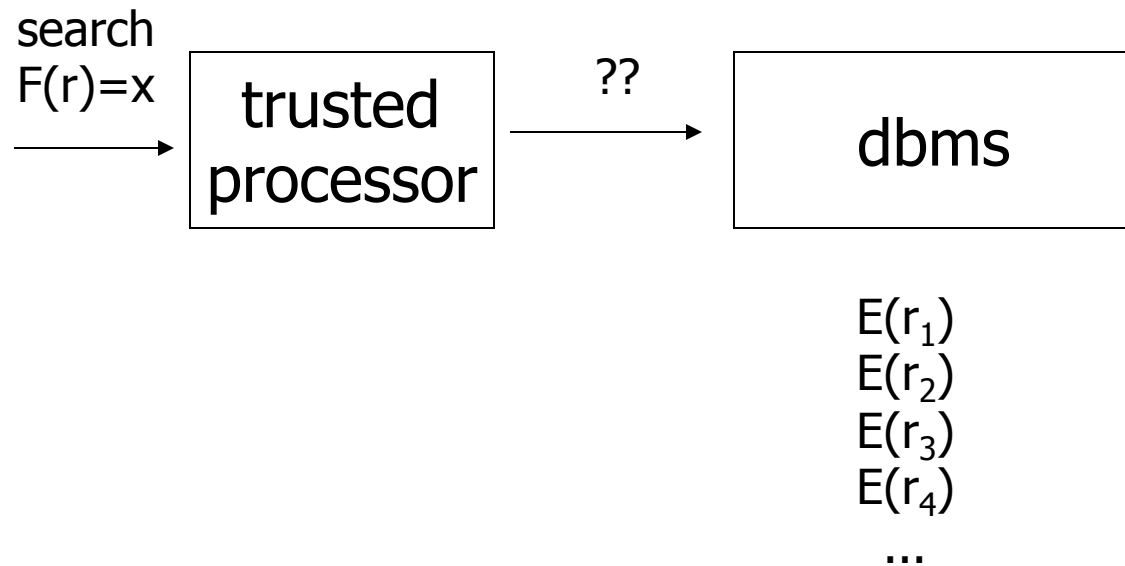 search
F(r)=x
trusted
processor
??
dbms
E(r₁)
E(r₂)
E(r₃)
E(r₄)
...